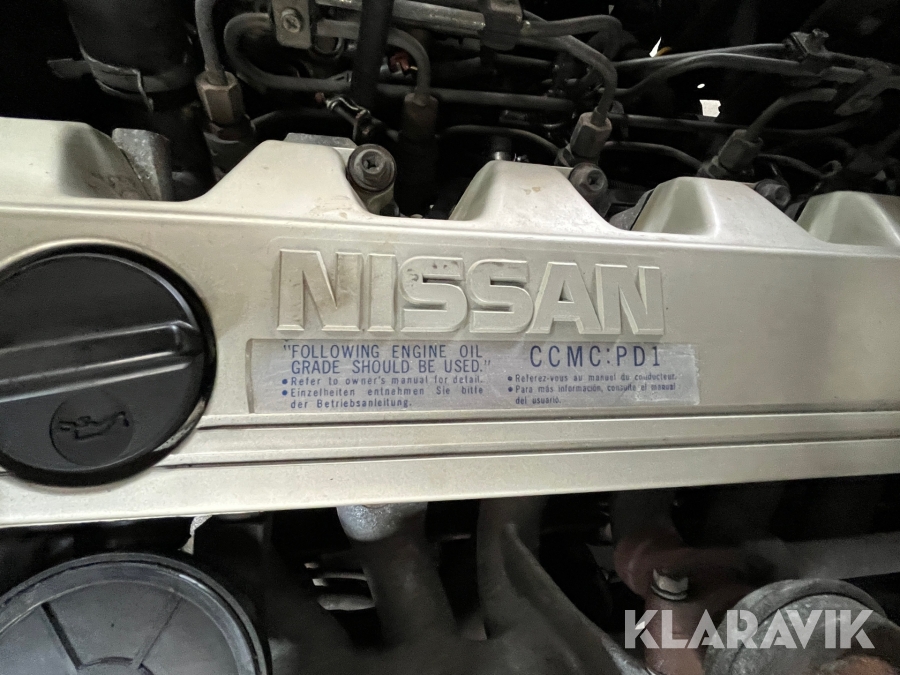 NISSAN
"FOLLOWING ENGINE OIL
GRADE SHOULD BE USED."
• Refer to owner's manual for detail.
• Einzelheiten entnehmen Sie bitte
der Betriebsanleitung.
CCMC:PD1
• Referez-vous au manuel du conducteur.
• Para más información, consulte el manual
del usuario.
KLARAVIK